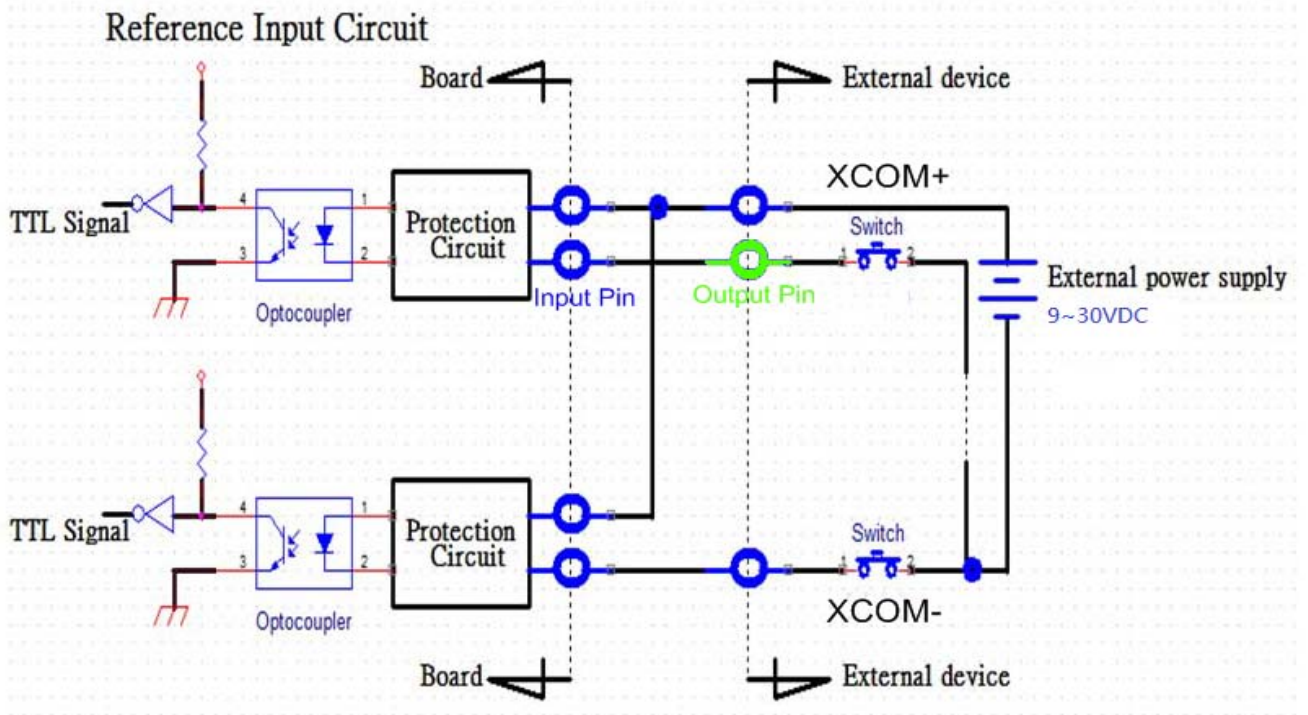 Reference Input Circuit
Board
External device
XCOM+
TTL Signal
4
3
1
2
Protection
Circuit
Switch
1
2
External power supply
9~30VDC
Input Pin
Output Pin
Optocoupler
TTL Signal
4
3
1
2
Protection
Circuit
Switch
1
2
Optocoupler
XCOM-
Board
External device